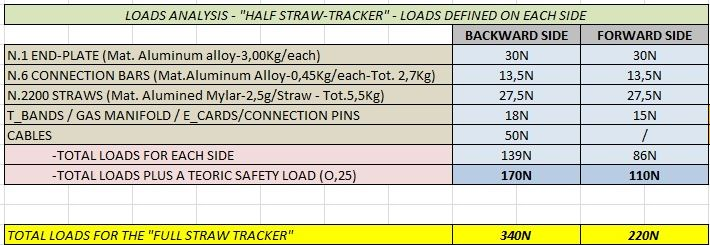 LOADS ANALYSIS - "HALF STRAW-TRACKER" - LOADS DEFINED ON EACH SIDE
BACKWARD SIDE FORWARD SIDE
N.1 END-PLATE (Mat. Aluminum alloy-3,00Kg/each) 30N 30N
N.6 CONNECTION BARS (Mat.Aluminum Alloy-0,45Kg/each-Tot. 2,7Kg) 13,5N 13,5N
N.2200 STRAWS (Mat. Alumined Mylar-2,5g/Straw - Tot.5,5Kg) 27,5N 27,5N
T_BANDS / GAS MANIFOLD / E_CARDS/CONNECTION PINS 18N 15N
CABLES 50N /
-TOTAL LOADS FOR EACH SIDE 139N 86N
-TOTAL LOADS PLUS A TEORIC SAFETY LOAD (O,25) 170N 110N
TOTAL LOADS FOR THE "FULL STRAW TRACKER" 340N 220N